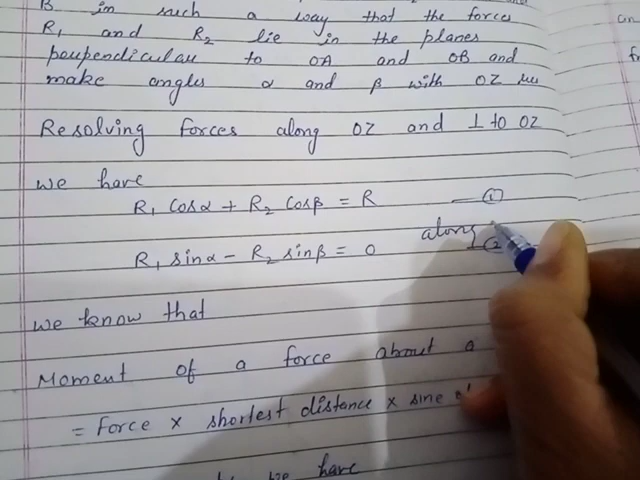 B in such a way that the forces
R₁ and R₂ lie in the planes
perpendicular to OA and OB and
make angles α and β with OZ
Resolving forces along OZ and ⊥ to OZ
we have
R₁ cosα + R₂ cosβ = R — ①
R₁ sinα - R₂ sinβ = 0 along — ②
we know that
Moment of a force about a
= Force × shortest distance × sine
we have